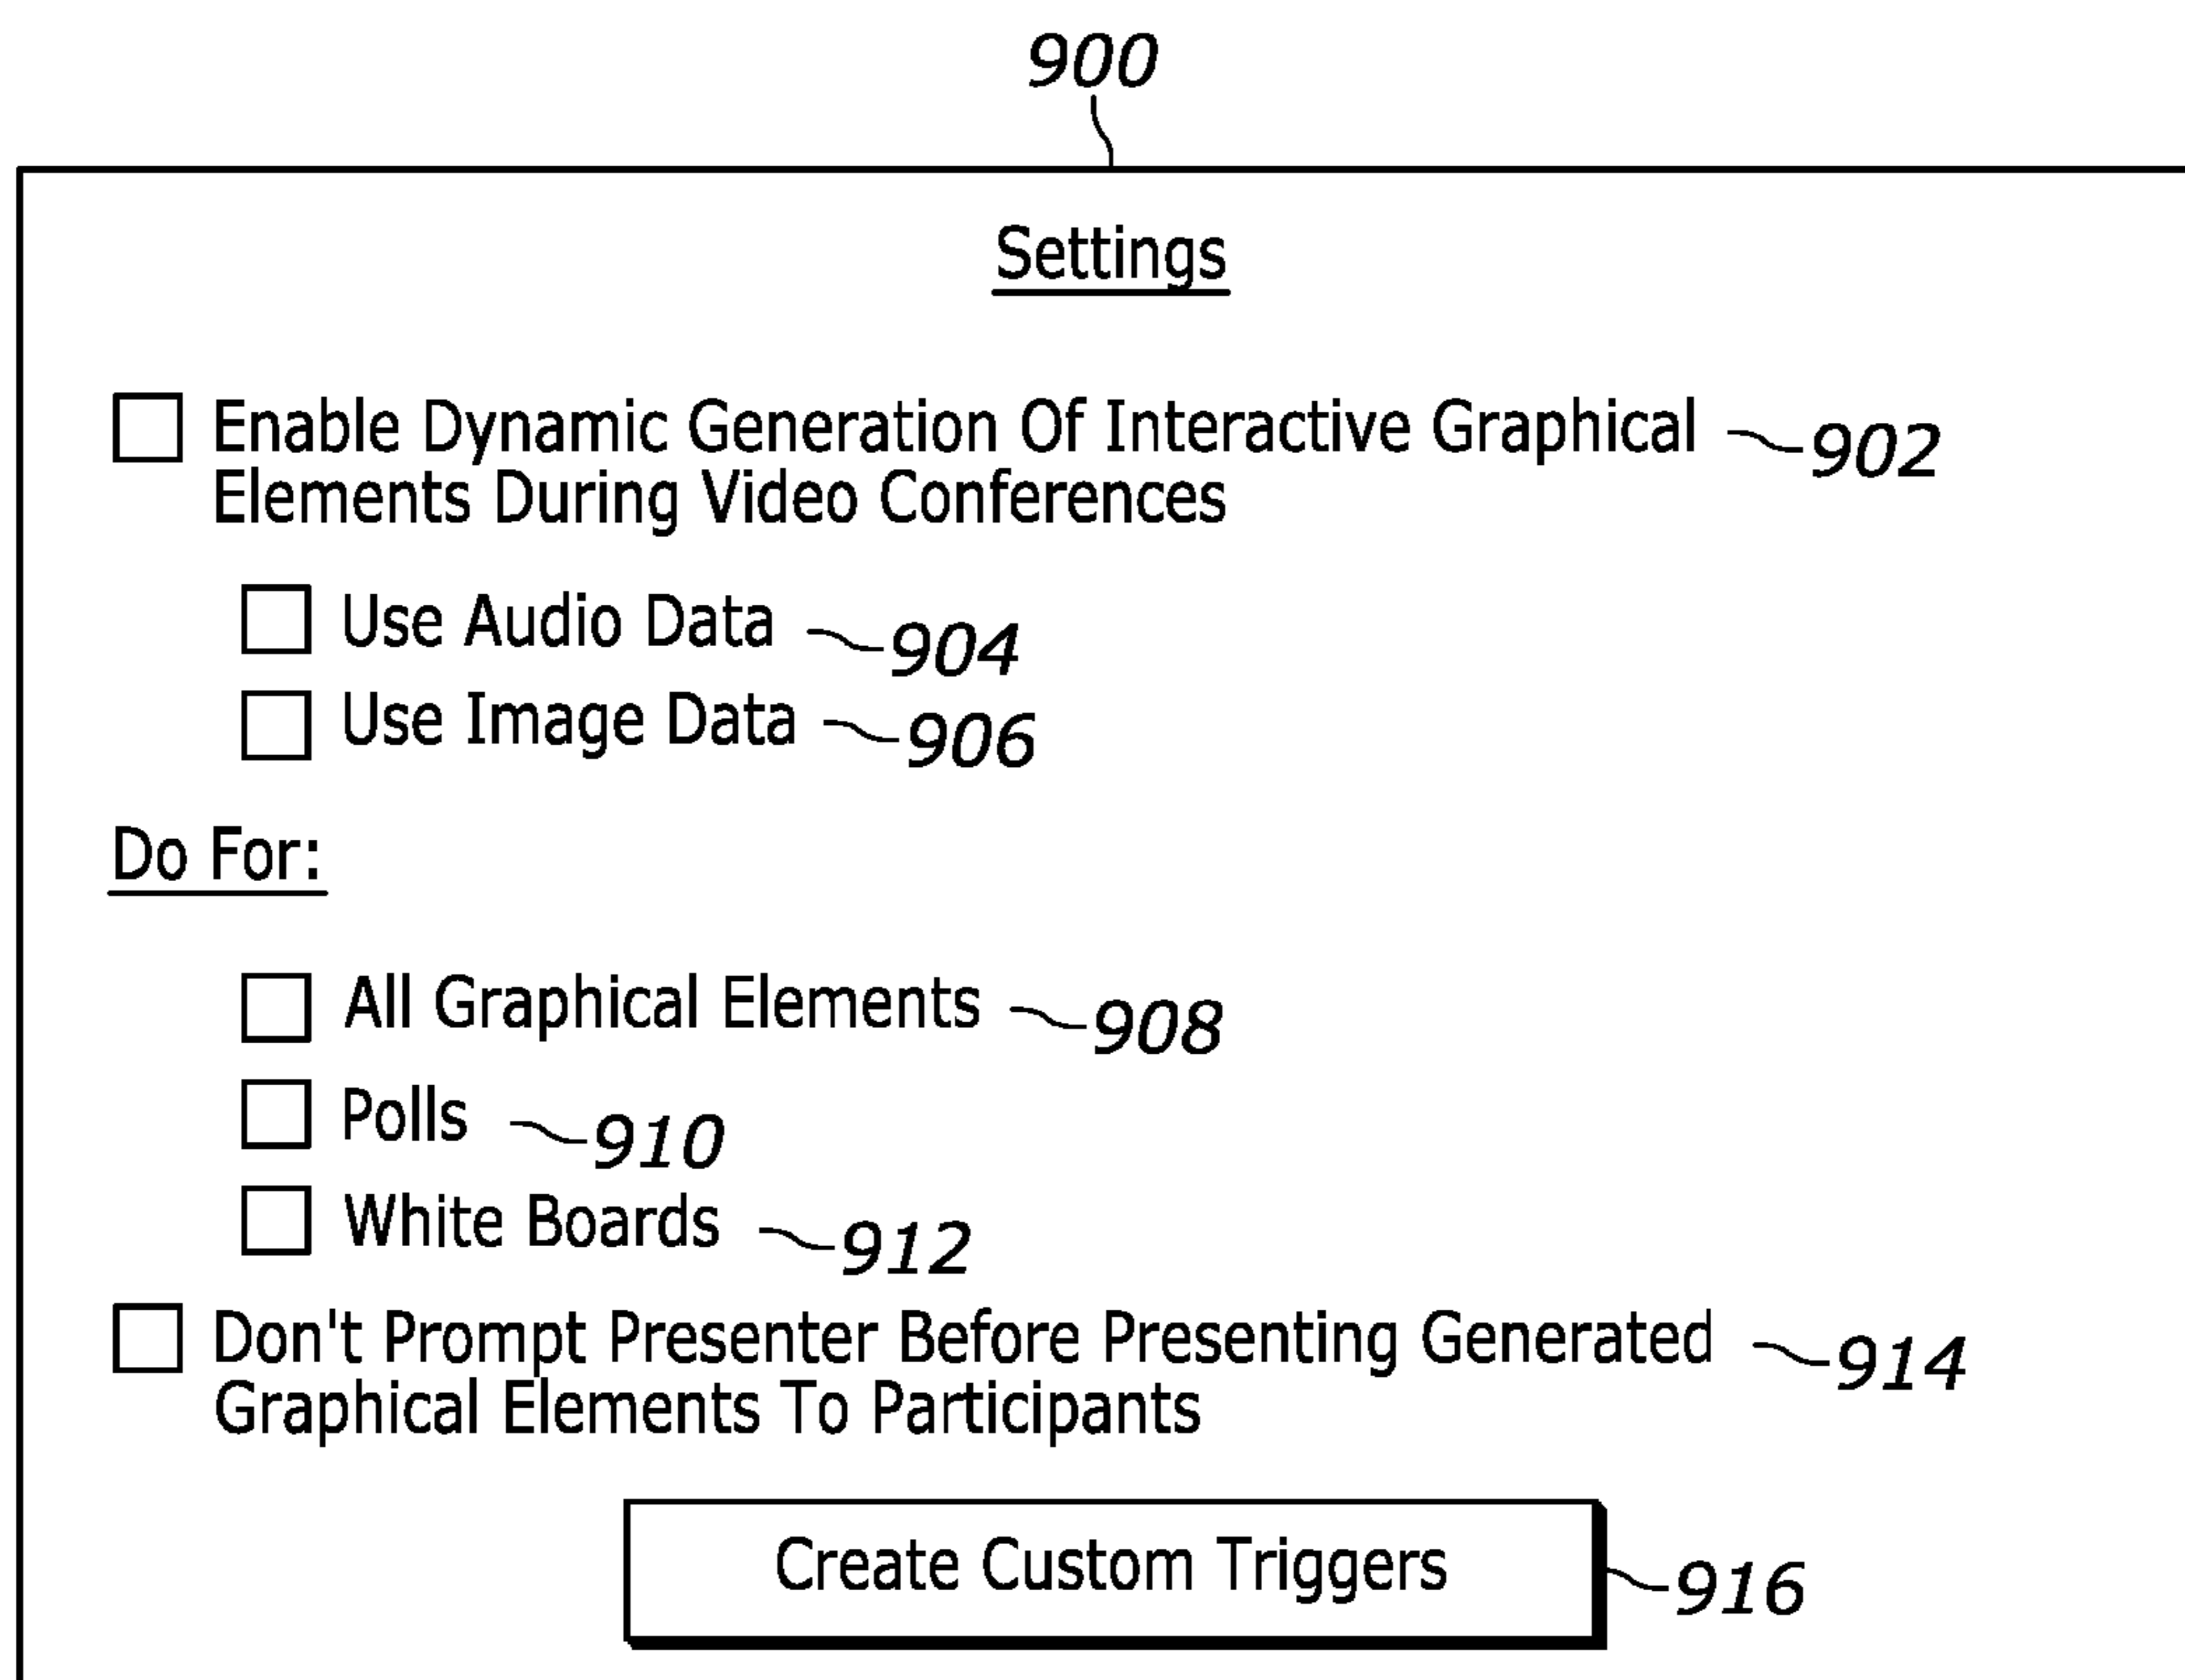 900
Settings
Enable Dynamic Generation Of Interactive Graphical 902
Elements During Video Conferences
Use Audio Data 904
Use Image Data 906
Do For:
All Graphical Elements 908
Polls 910
White Boards 912
Don't Prompt Presenter Before Presenting Generated 914
Graphical Elements To Participants
Create Custom Triggers 916